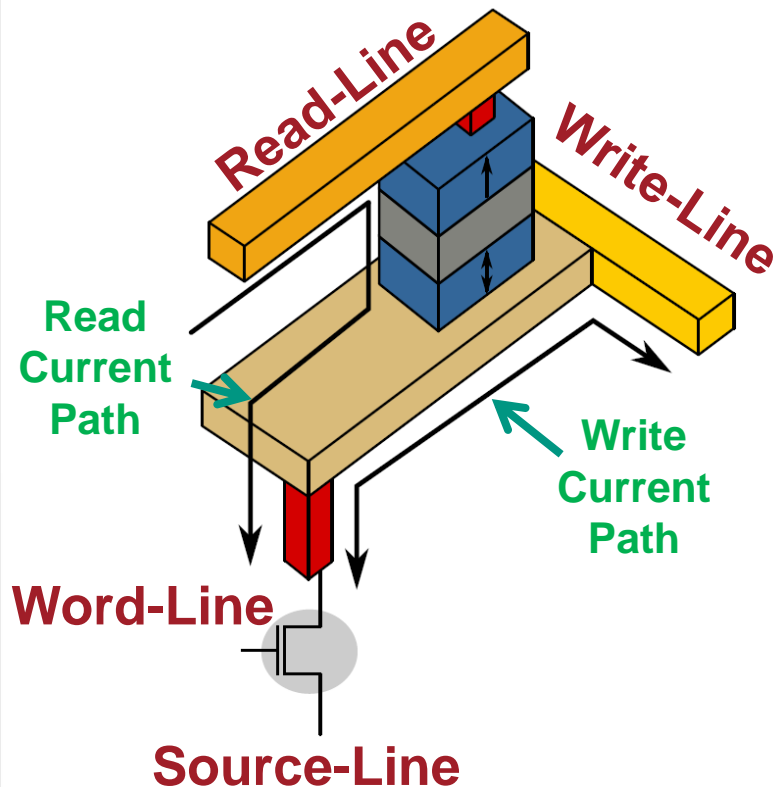 Read-Line
Write-Line
Read
Current
Path
Write
Current
Path
Word-Line
Source-Line